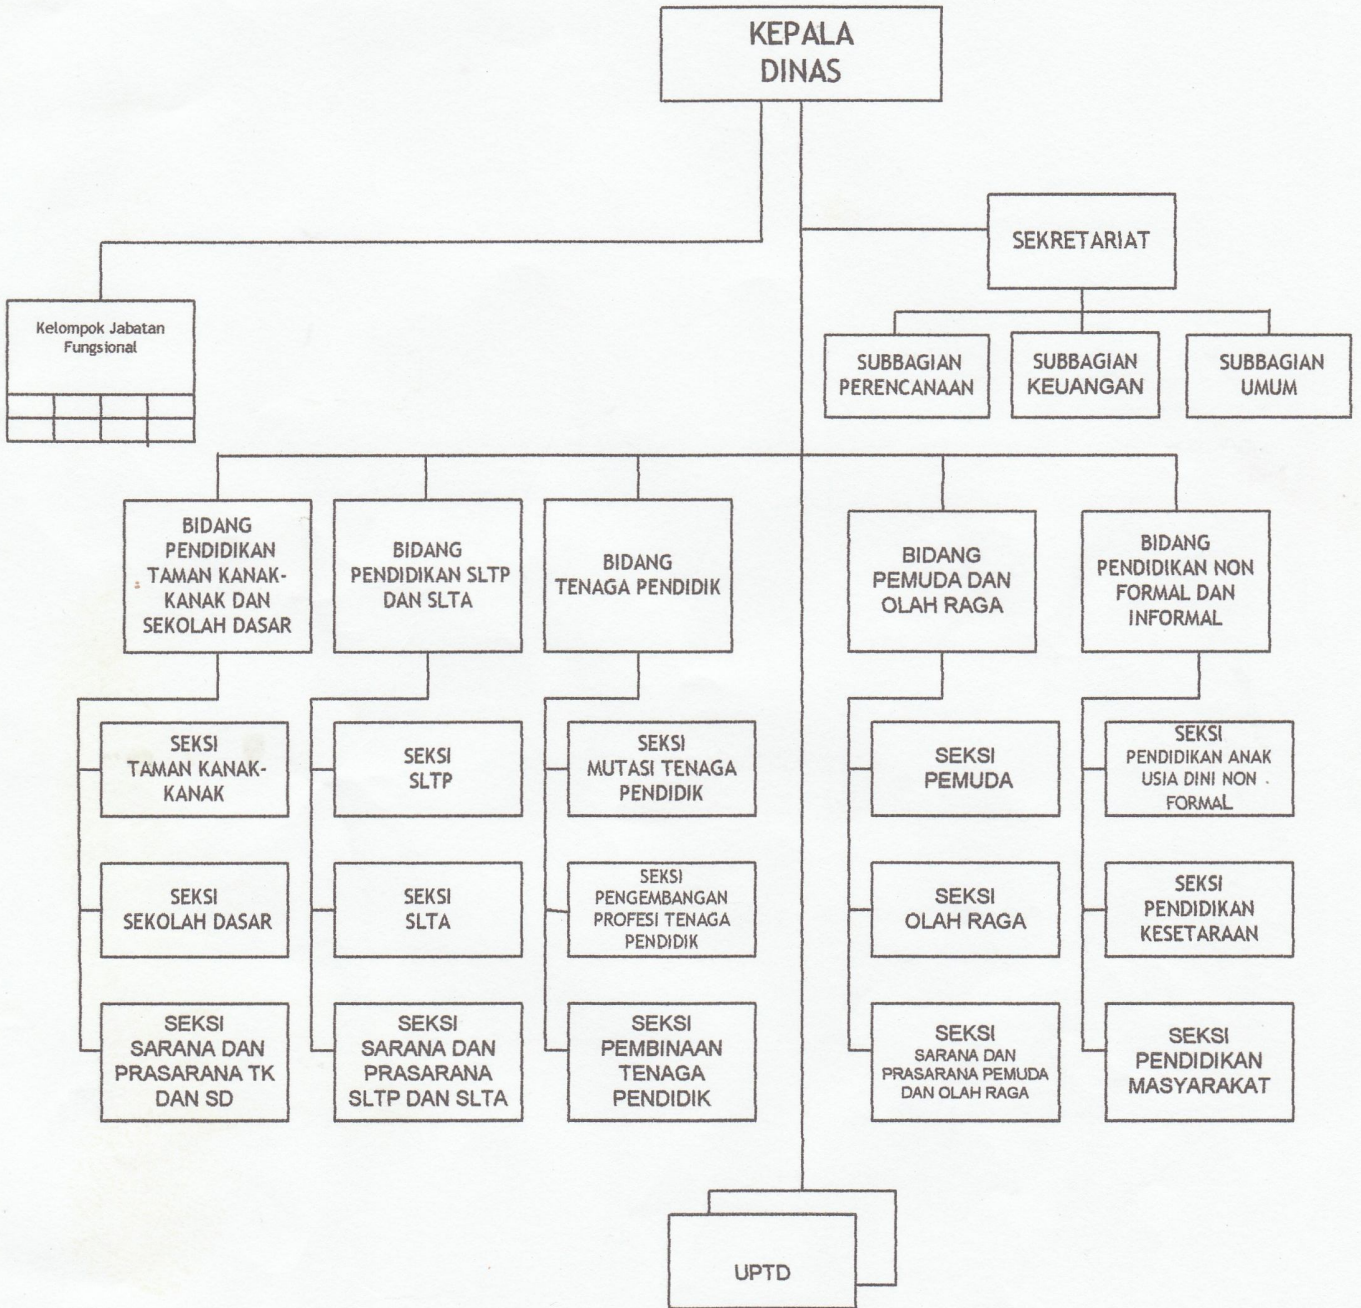 KEPALA
DINAS
SEKRETARIAT
Kelompok Jabatan
Fungsional
SUBBAGIAN
PERENCANAAN
SUBBAGIAN
KEUANGAN
SUBBAGIAN
UMUM
BIDANG
PENDIDIKAN
TAMAN KANAK-
KANAK DAN
SEKOLAH DASAR
BIDANG
PENDIDIKAN SLTP
DAN SLTA
BIDANG
TENAGA PENDIDIK
BIDANG
PEMUDA DAN
OLAH RAGA
BIDANG
PENDIDIKAN NON
FORMAL DAN
INFORMAL
SEKSI
TAMAN KANAK-
KANAK
SEKSI
SLTP
SEKSI
MUTASI TENAGA
PENDIDIK
SEKSI
PEMUDA
SEKSI
PENDIDIKAN ANAK
USIA DINI NON
FORMAL
SEKSI
SEKOLAH DASAR
SEKSI
SLTA
SEKSI
PENGEMBANGAN
PROFESI TENAGA
PENDIDIK
SEKSI
OLAH RAGA
SEKSI
PENDIDIKAN
KESETARAAN
SEKSI
SARANA DAN
PRASARANA TK
DAN SD
SEKSI
SARANA DAN
PRASARANA
SLTP DAN SLTA
SEKSI
PEMBINAAN
TENAGA
PENDIDIK
SEKSI
SARANA DAN
PRASARANA PEMUDA
DAN OLAH RAGA
SEKSI
PENDIDIKAN
MASYARAKAT
UPTD